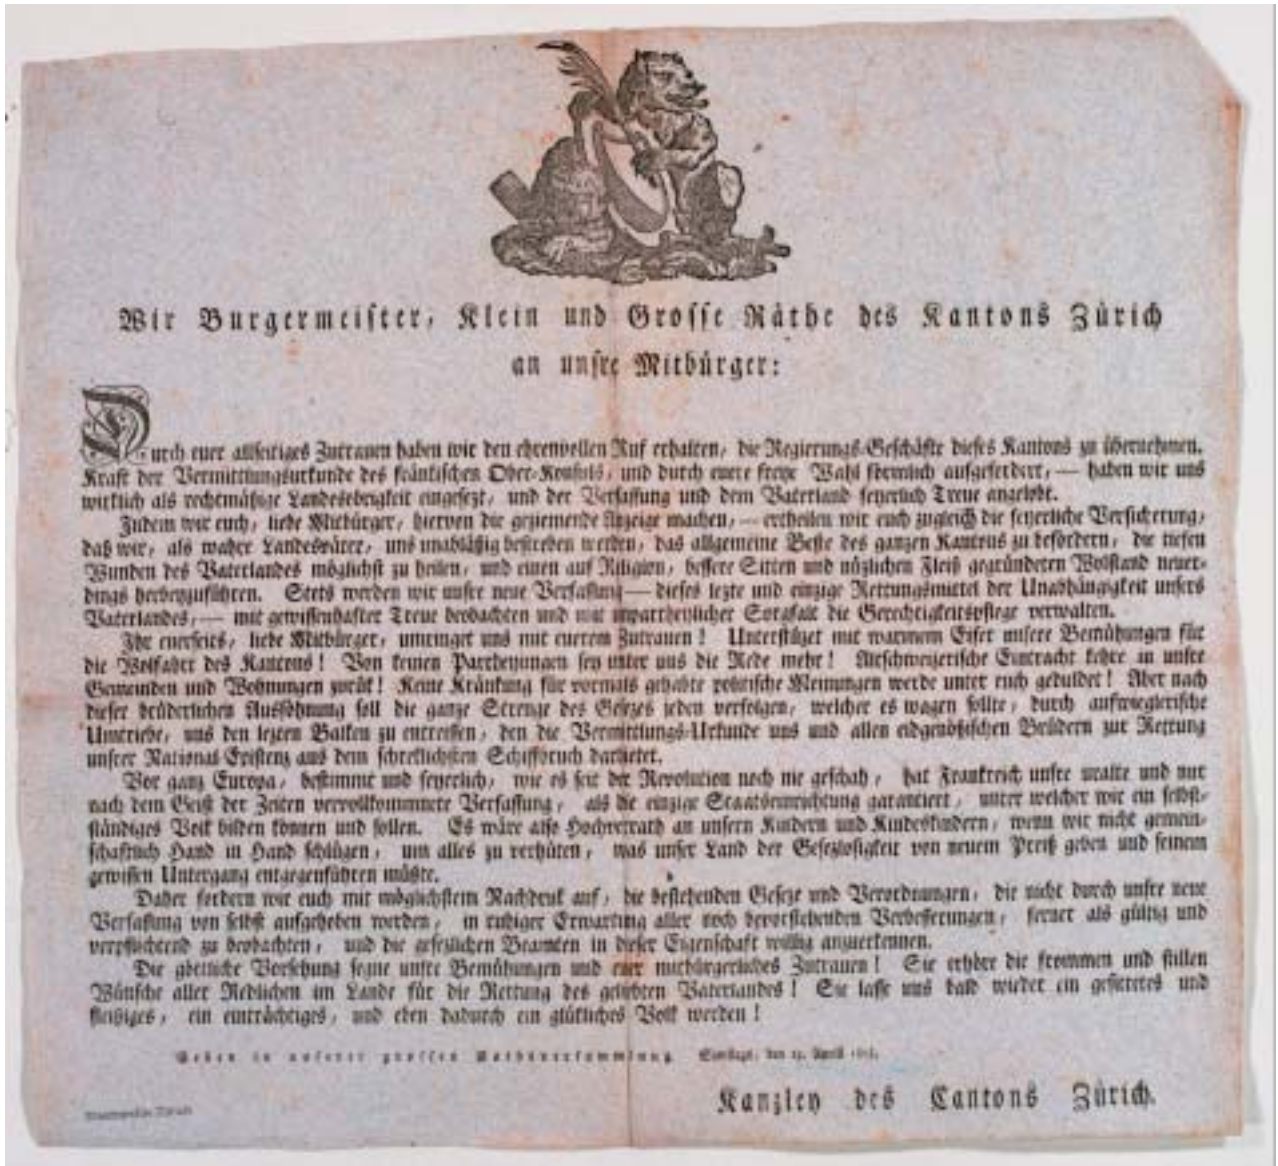 Wir Burgermeister, Klein und Grosse Räthe des Kantons Zürich
an unsre Mitbürger:
Durch euer allseitiges Zutrauen haben wir den ehrenvollen Ruf erhalten, die Regierungs-Geschäfte dieses Kantons zu übernehmen.
Kraft der Vermittlungsurkunde des fränkischen Ober-Konsuls, und durch euere freye Wahl förmlich aufgefordert, — haben wir uns
wirklich als rechtmäßige Landesobrigkeit eingesezt, und der Verfassung und dem Vaterland feyerlich Treue angelobt.
Indem wir euch, liebe Mitbürger, hiervon die geziemende Anzeige machen, — ertheilen wir euch zugleich die feyerliche Versicherung,
daß wir, als wahre Landesväter, uns unabläßig bestreben werden, das allgemeine Beste des ganzen Kantons zu befördern, die tiefen
Wunden des Vaterlandes möglichst zu heilen, und einen auf Religion, bessere Sitten und nüzlichen Fleiß gegründeten Wolstand neuer-
dings herbeyzuführen. Stets werden wir unsre neue Verfassung — dieses lezte und einzige Rettungsmittel der Unabhängigkeit unsers
Vaterlandes, — mit gewissenhafter Treue beobachten und mit unpartheylicher Sorgfalt die Gerechtigkeitspflege verwalten.
Ihr euerseits, liebe Mitbürger, umringet uns mit euerem Zutrauen! Unterstüzet mit warmem Eifer unsere Bemühungen für
die Wolfahrt des Kantons! Von keinen Partheyungen sey unter uns die Rede mehr! Altschweizerische Eintracht kehre in unsre
Gemeinden und Wohnungen zurük! Keine Kränkung für vormals gehabte politische Meinungen werde unter euch geduldet! Aber nach
dieser brüderlichen Aussöhnung soll die ganze Strenge des Gesezes jeden verfolgen, welcher es wagen sollte, durch aufwieglerische
Umtriebe, uns den lezten Balken zu entreissen, den die Vermittlungs-Urkunde uns und allen eidgenößischen Brüdern zur Rettung
unsrer National-Existenz aus dem schreklichsten Schiffbruch darbietet.
Vor ganz Europa, bestimmt und feyerlich, wie es seit der Revolution noch nie geschah, hat Frankreich unsre uralte und nur
nach dem Geist der Zeiten vervollkommnete Verfassung, als die einzige Staatseinrichtung garantiert, unter welcher wir ein selbst-
ständiges Volk bilden können und sollen. Es wäre also Hochverrath an unsern Kindern und Kindeskindern, wenn wir nicht gemein-
schaftlich Hand in Hand schlügen, um alles zu verhüten, was unser Land der Gesezlosigkeit von neuem Preiß geben und seinem
gewissen Untergang entgegenführen müßte.
Daher fordern wir euch mit möglichstem Nachdruk auf, die bestehenden Geseze und Verordnungen, die nicht durch unsre neue
Verfassung von selbst aufgehoben werden, in ruhiger Erwartung aller noch bevorstehenden Verbesserungen, ferner als gültig und
verpflichtend zu beobachten, und die gesezlichen Beamten in dieser Eigenschaft willig anzuerkennen.
Die göttliche Vorsehung segne unsre Bemühungen und euer mitbürgerliches Zutrauen! Sie erhöre die frommen und stillen
Wünsche aller Redlichen im Lande für die Rettung des geliebten Vaterlandes! Sie lasse uns bald wieder ein gesittetes und
fleißiges, ein einträchtiges, und eben dadurch ein glükliches Volk werden!
Geben in unserer grossen Rathsversammlung den April
Kanzley des Cantons Zürich.
Staatsarchiv Zürich